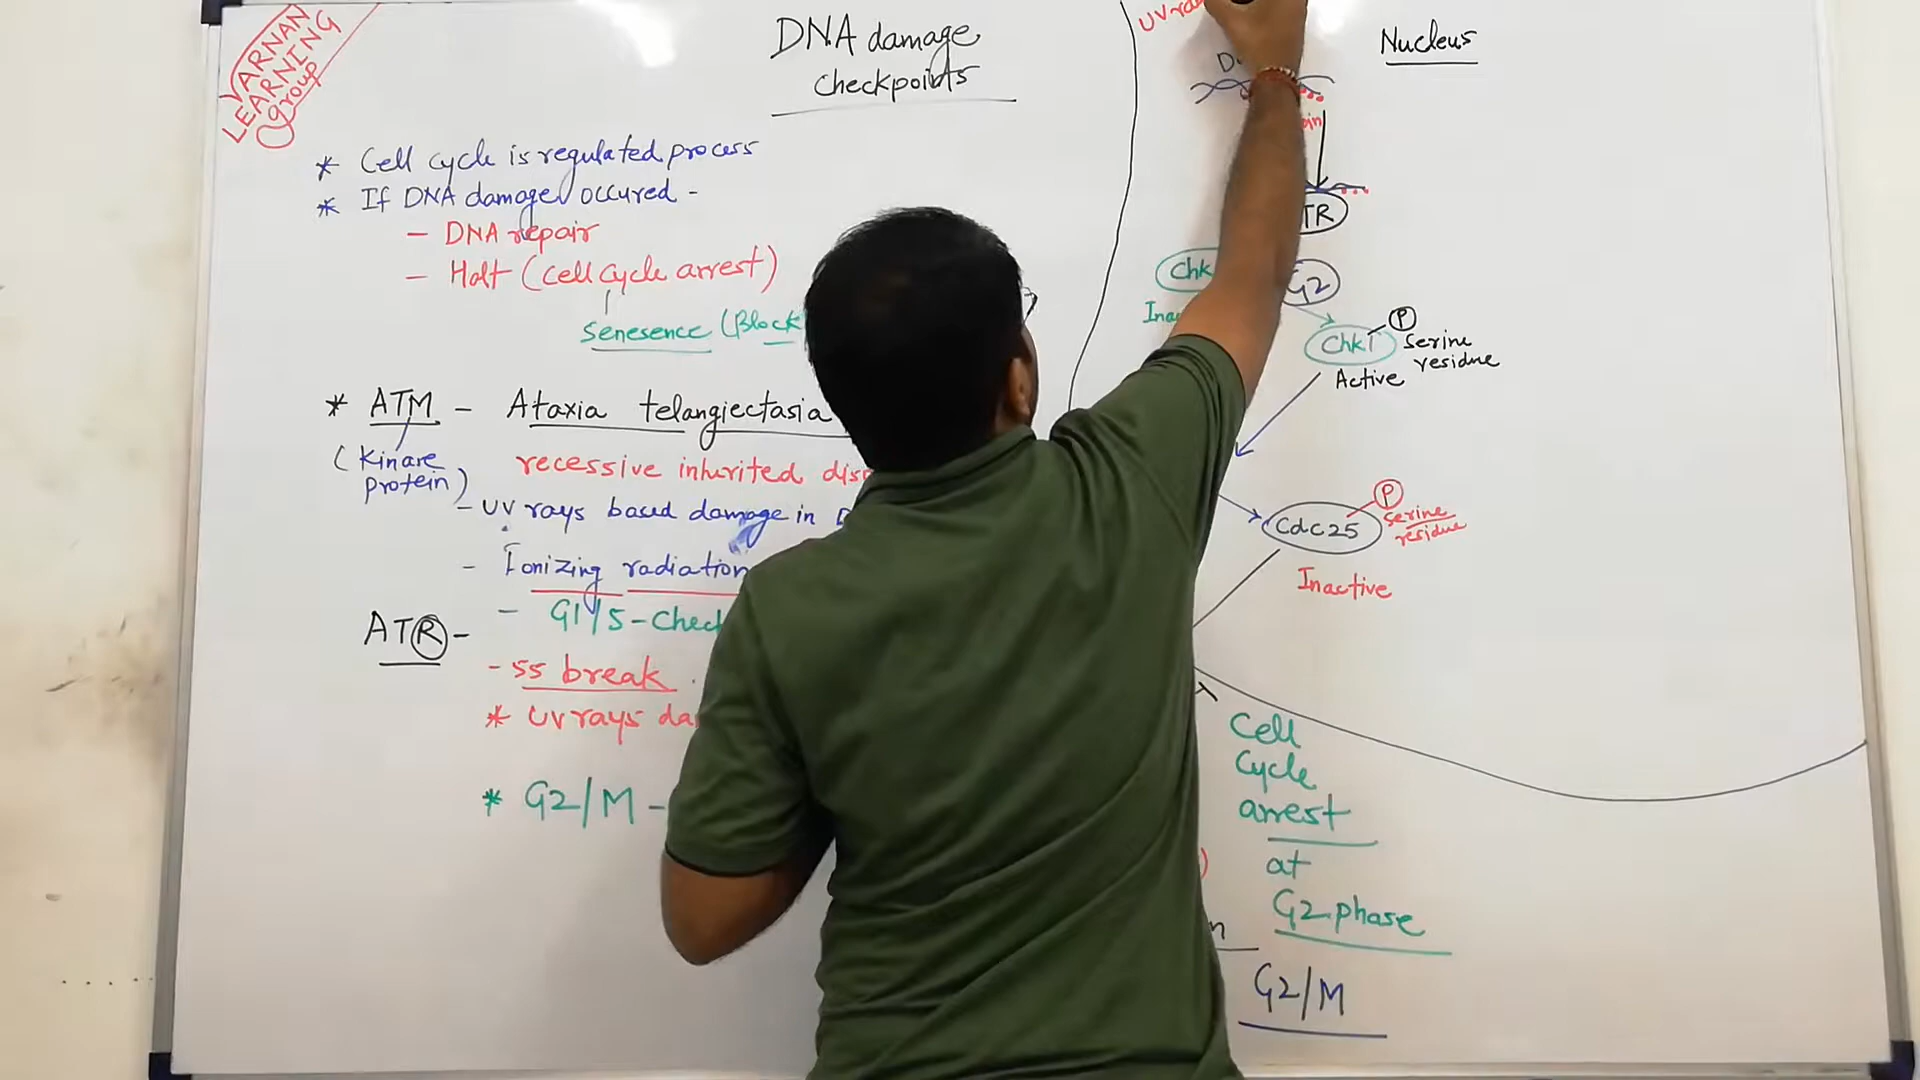 VARNAN
LEARNING
group
DNA damage
checkpoints
* Cell cycle is regulated process
* If DNA damage occured -
- DNA repair
- Halt (cell cycle arrest)
Senesence (Block
* ATM - Ataxia telangiectasia
(Kinase
protein)
recessive inherited
- UV rays based damage in
- Ionizing radiation
- G1/S - Check
ATR -
- SS break
* UV rays
* G2/M -
UV
Nucleus
TR
Chk
G2
Chk1
P
Serine
residue
Active
Cdc25
P
Serine
residue
Inactive
Cell
Cycle
arrest
at
G2 phase
G2/M